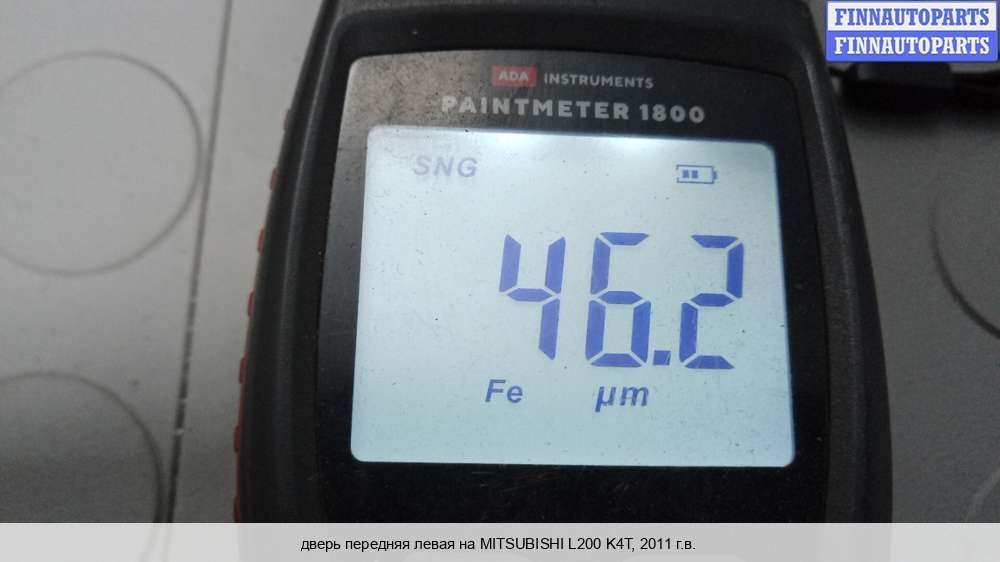 FINNAUTOPARTS
FINNAUTOPARTS
ADA INSTRUMENTS
PAINTMETER 1800
SNG
46.2
Fe µm
дверь передняя левая на MITSUBISHI L200 K4T, 2011 г.в.